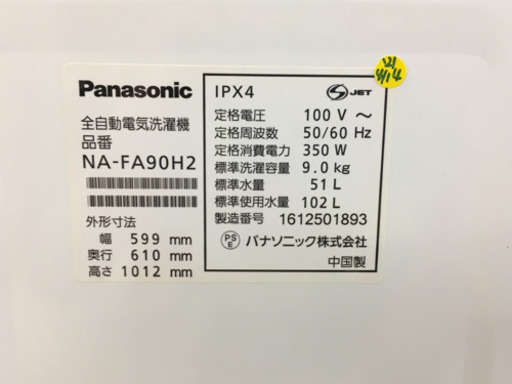 Panasonic
全自動電気洗濯機
品番
NA-FA90H2
外形寸法
幅 599 mm
奥行 610 mm
高さ 1012 mm
IPX4
S JET
定格電圧 100 V ～
定格周波数 50/60 Hz
定格消費電力 350 W
標準洗濯容量 9.0 kg
標準水量 51 L
標準使用水量 102 L
製造番号 1612501893
PS E パナソニック株式会社
中国製
121